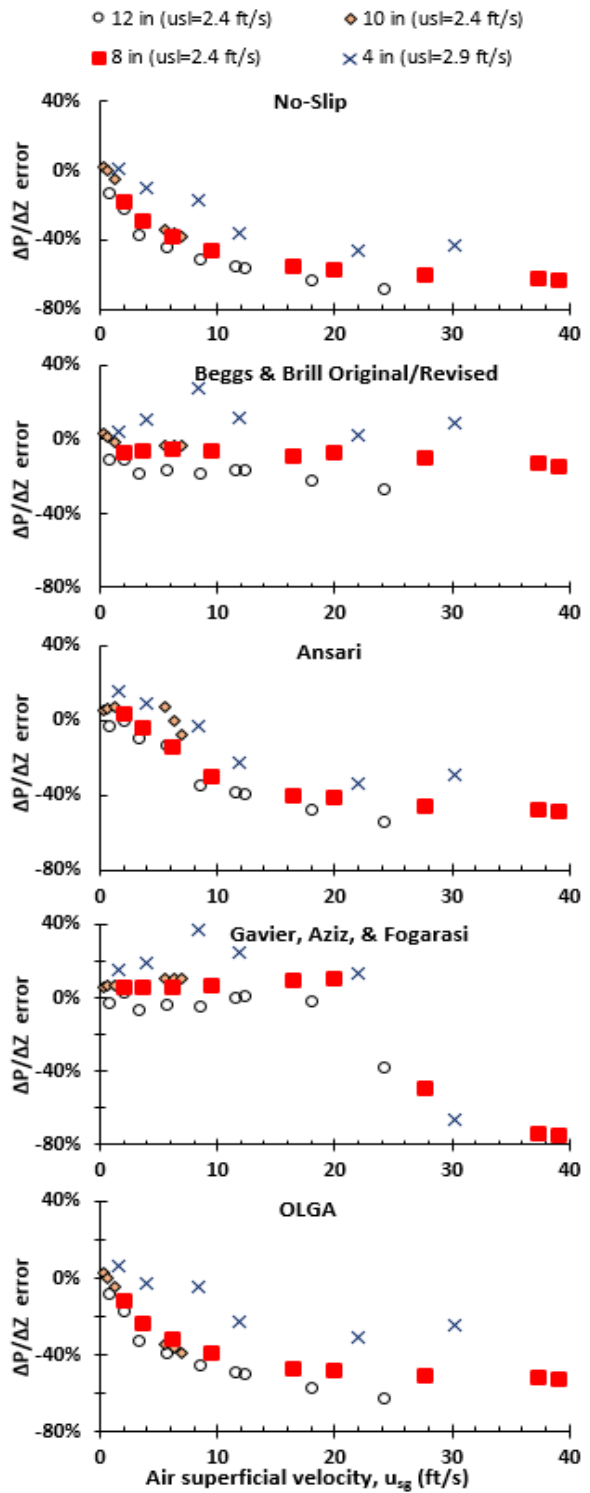 12 in (usl=2.4 ft/s) 10 in (usl=2.4 ft/s)
8 in (usl=2.4 ft/s) 4 in (usl=2.9 ft/s)
No-Slip
40%
0%
-40%
-80%
ΔP/ΔZ error
0 10 20 30 40
Beggs & Brill Original/Revised
40%
0%
-40%
-80%
ΔP/ΔZ error
0 10 20 30 40
Ansari
40%
0%
-40%
-80%
ΔP/ΔZ error
0 10 20 30 40
Gavier, Aziz, & Fogarasi
40%
0%
-40%
-80%
ΔP/ΔZ error
0 10 20 30 40
OLGA
40%
0%
-40%
-80%
ΔP/ΔZ error
0 10 20 30 40
Air superficial velocity, usg (ft/s)